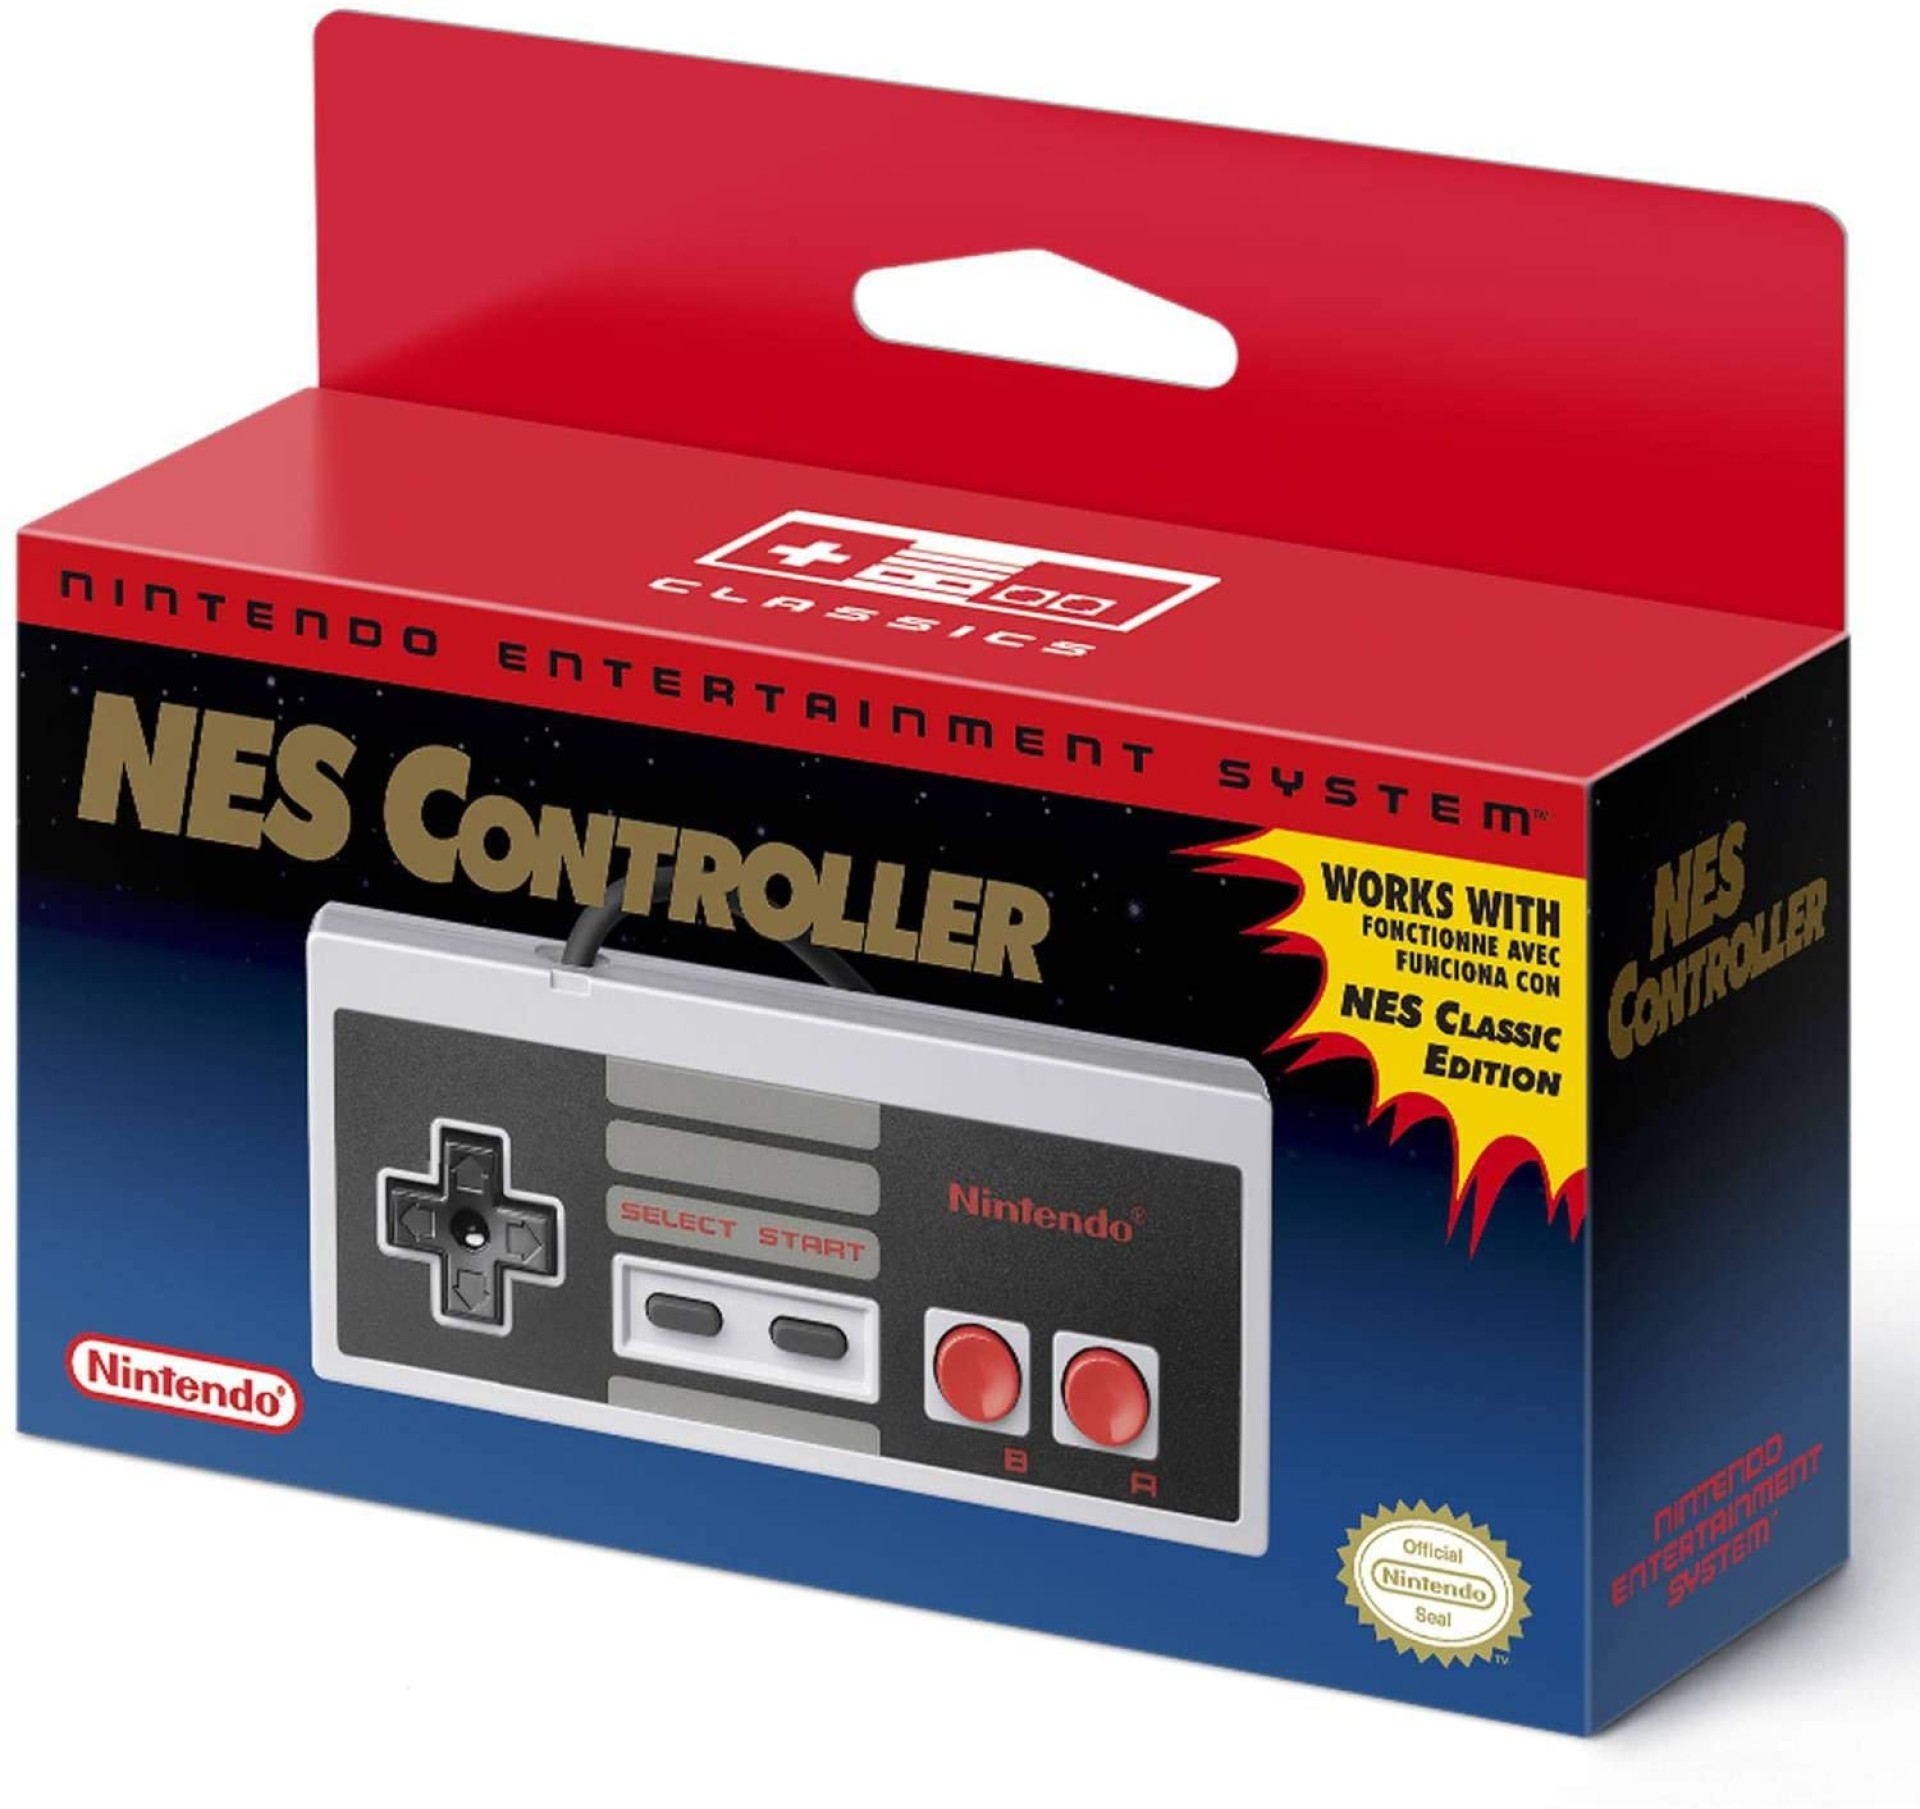 CLASSICS
NINTENDO ENTERTAINMENT SYSTEM™
NES CONTROLLER
WORKS WITH
FONCTIONNE AVEC
FUNCIONA CON
NES CLASSIC
EDITION
SELECT START
Nintendo®
B A
Nintendo®
Official
Nintendo
Seal
TM
NES
CONTROLLER
NINTENDO
ENTERTAINMENT
SYSTEM™